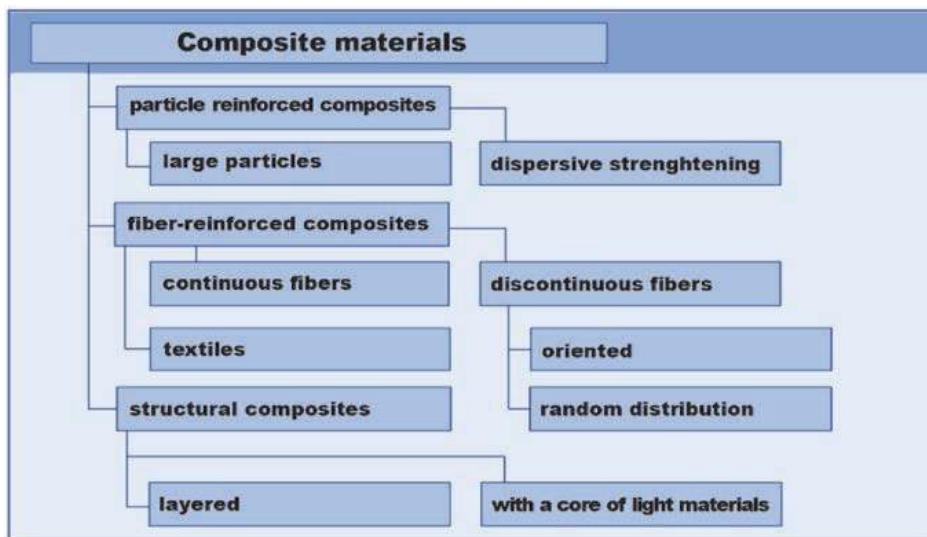 Composite materials
particle reinforced composites
large particles
dispersive strenghtening
fiber-reinforced composites
continuous fibers
discontinuous fibers
textiles
oriented
structural composites
random distribution
layered
with a core of light materials